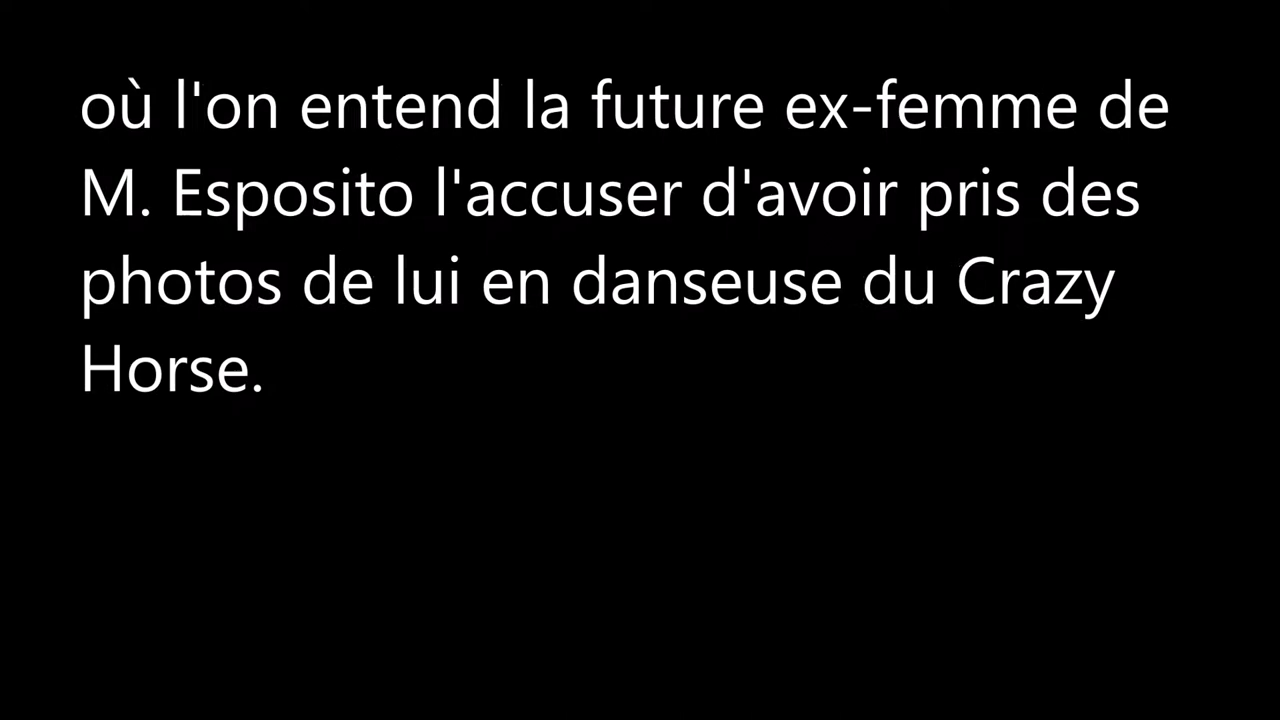 où l'on entend la future ex-femme de
M. Esposito l'accuser d'avoir pris des
photos de lui en danseuse du Crazy
Horse.